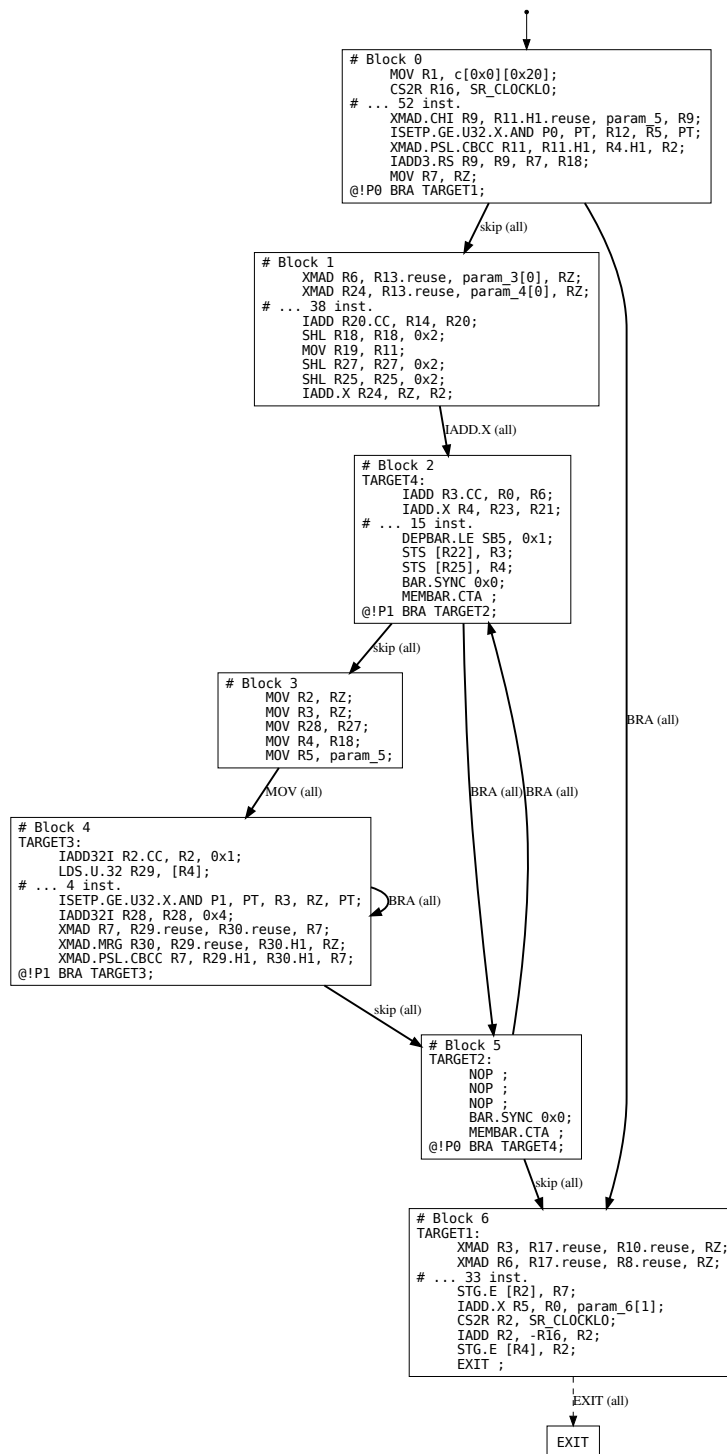 # Block 0
MOV R1, c[0x0][0x20];
CS2R R16, SR_CLOCKLO;
# ... 52 inst.
XMAD.CHI R9, R11.H1.reuse, param_5, R9;
ISETP.GE.U32.X.AND P0, PT, R12, R5, PT;
XMAD.PSL.CBCC R11, R11.H1, R4.H1, R2;
IADD3.RS R9, R9, R7, R18;
MOV R7, RZ;
@!P0 BRA TARGET1;
skip (all)
# Block 1
XMAD R6, R13.reuse, param_3[0], RZ;
XMAD R24, R13.reuse, param_4[0], RZ;
# ... 38 inst.
IADD R20.CC, R14, R20;
SHL R18, R18, 0x2;
MOV R19, R11;
SHL R27, R27, 0x2;
SHL R25, R25, 0x2;
IADD.X R24, RZ, R2;
IADD.X (all)
# Block 2
TARGET4:
IADD R3.CC, R0, R6;
IADD.X R4, R23, R21;
# ... 15 inst.
DEPBAR.LE SB5, 0x1;
STS [R22], R3;
STS [R25], R4;
BAR.SYNC 0x0;
MEMBAR.CTA ;
@!P1 BRA TARGET2;
skip (all)
# Block 3
MOV R2, RZ;
MOV R3, RZ;
MOV R28, R27;
MOV R4, R18;
MOV R5, param_5;
BRA (all)
MOV (all)
BRA (all)
BRA (all)
# Block 4
TARGET3:
IADD32I R2.CC, R2, 0x1;
LDS.U.32 R29, [R4];
# ... 4 inst.
ISETP.GE.U32.X.AND P1, PT, R3, RZ, PT;
IADD32I R28, R28, 0x4;
XMAD R7, R29.reuse, R30.reuse, R7;
XMAD.MRG R30, R29.reuse, R30.H1, RZ;
XMAD.PSL.CBCC R7, R29.H1, R30.H1, R7;
@!P1 BRA TARGET3;
BRA (all)
skip (all)
# Block 5
TARGET2:
NOP ;
NOP ;
NOP ;
BAR.SYNC 0x0;
MEMBAR.CTA ;
@!P0 BRA TARGET4;
skip (all)
# Block 6
TARGET1:
XMAD R3, R17.reuse, R10.reuse, RZ;
XMAD R6, R17.reuse, R8.reuse, RZ;
# ... 33 inst.
STG.E [R2], R7;
IADD.X R5, R0, param_6[1];
CS2R R2, SR_CLOCKLO;
IADD R2, -R16, R2;
STG.E [R4], R2;
EXIT ;
EXIT (all)
EXIT